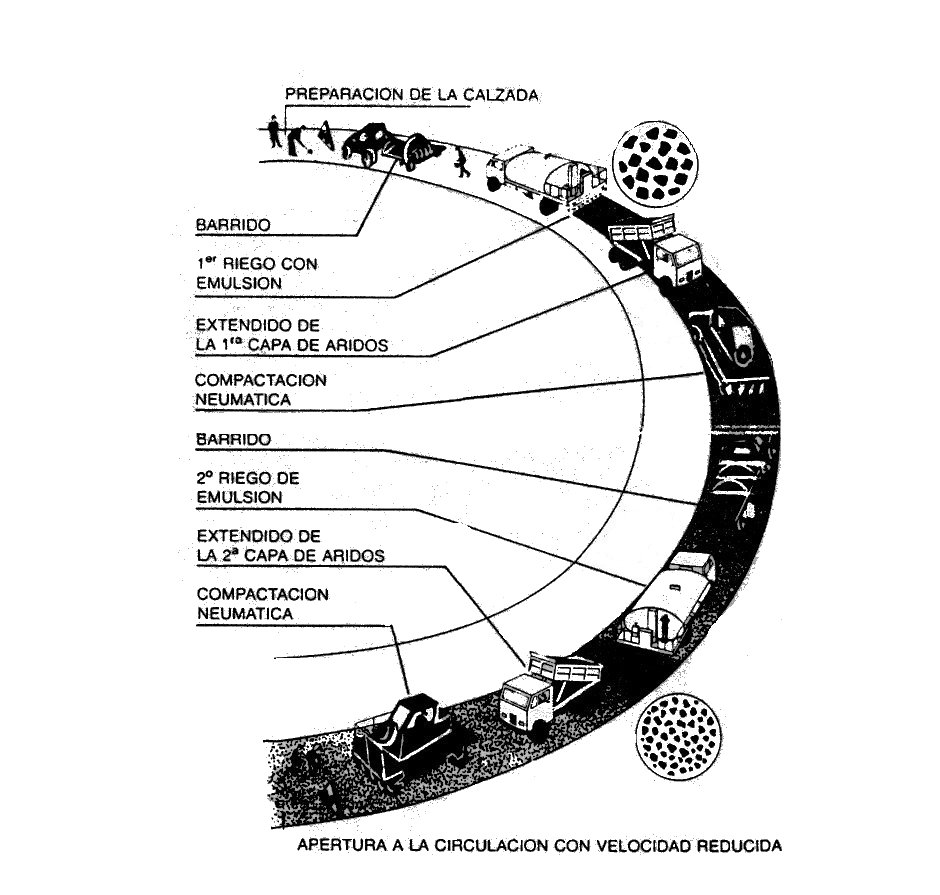 PREPARACION DE LA CALZADA
BARRIDO
1er RIEGO CON
EMULSION
EXTENDIDO DE
LA 1ra CAPA DE ARIDOS
COMPACTACION
NEUMATICA
BARRIDO
2º RIEGO DE
EMULSION
EXTENDIDO DE
LA 2ª CAPA DE ARIDOS
COMPACTACION
NEUMATICA
APERTURA A LA CIRCULACION CON VELOCIDAD REDUCIDA